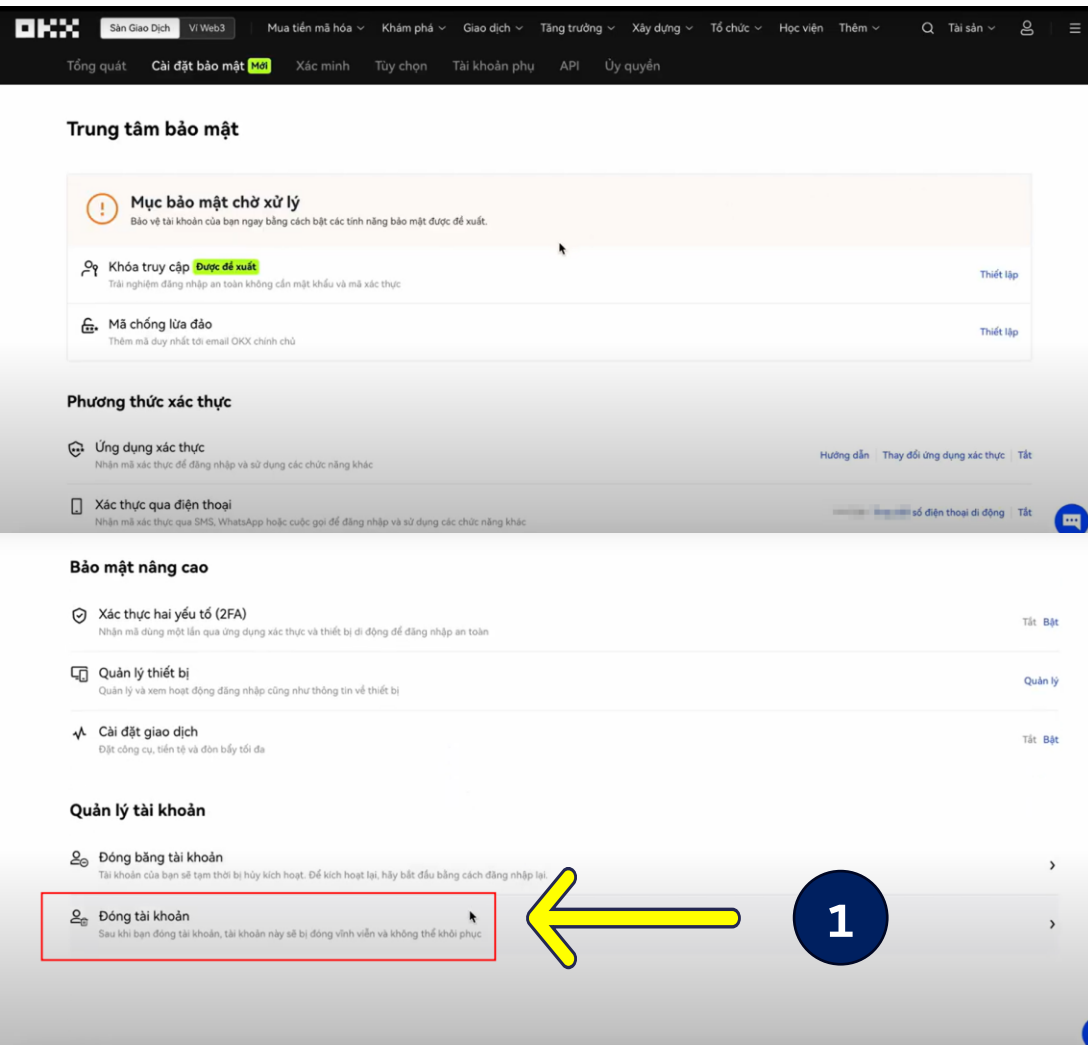 OKX Sàn Giao Dịch Ví Web3 Mua tiền mã hóa Khám phá Giao dịch Tăng trưởng Xây dựng Tổ chức Học viện Thêm Tài sản
Tổng quát Cài đặt bảo mật Mới Xác minh Tùy chọn Tài khoản phụ API Ủy quyền
Trung tâm bảo mật
Mục bảo mật chờ xử lý
Bảo vệ tài khoản của bạn ngay bằng cách bật các tính năng bảo mật được đề xuất.
Khóa truy cập Được đề xuất
Trải nghiệm đăng nhập an toàn không cần mật khẩu và mã xác thực
Thiết lập
Mã chống lừa đảo
Thêm mã duy nhất tới email OKX chính chủ
Thiết lập
Phương thức xác thực
Ứng dụng xác thực
Nhận mã xác thực để đăng nhập và sử dụng các chức năng khác
Hướng dẫn Thay đổi ứng dụng xác thực Tắt
Xác thực qua điện thoại
Nhận mã xác thực qua SMS, WhatsApp hoặc cuộc gọi để đăng nhập và sử dụng các chức năng khác
số điện thoại di động Tắt
Bảo mật nâng cao
Xác thực hai yếu tố (2FA)
Nhận mã dùng một lần qua ứng dụng xác thực và thiết bị di động để đăng nhập an toàn
Tắt Bật
Quản lý thiết bị
Quản lý và xem hoạt động đăng nhập cũng như thông tin về thiết bị
Quản lý
Cài đặt giao dịch
Đặt công cụ, tiền tệ và đòn bẩy tối đa
Tắt Bật
Quản lý tài khoản
Đóng băng tài khoản
Tài khoản của bạn sẽ tạm thời bị hủy kích hoạt. Để kích hoạt lại, hãy bắt đầu bằng cách đăng nhập lại.
Đóng tài khoản
Sau khi bạn đóng tài khoản, tài khoản này sẽ bị đóng vĩnh viễn và không thể khôi phục
1